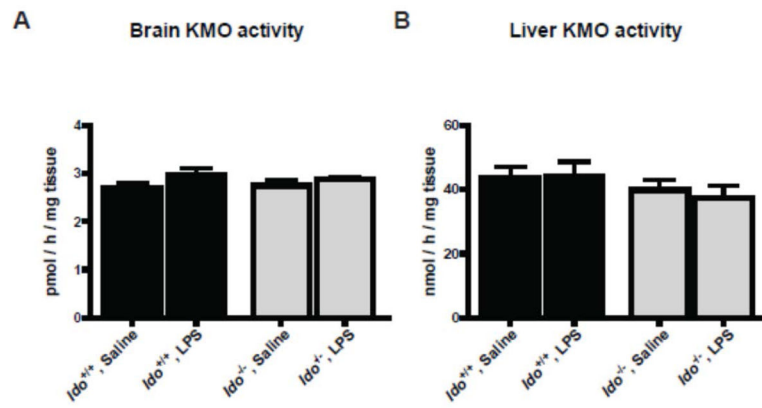 A
Brain KMO activity
pmol / h / mg tissue
4
3
2
1
0
Ido+/+, Saline
Ido+/+, LPS
Ido-/-, Saline
Ido-/-, LPS
B
Liver KMO activity
nmol / h / mg tissue
60
40
20
0
Ido+/+, Saline
Ido+/+, LPS
Ido-/-, Saline
Ido-/-, LPS